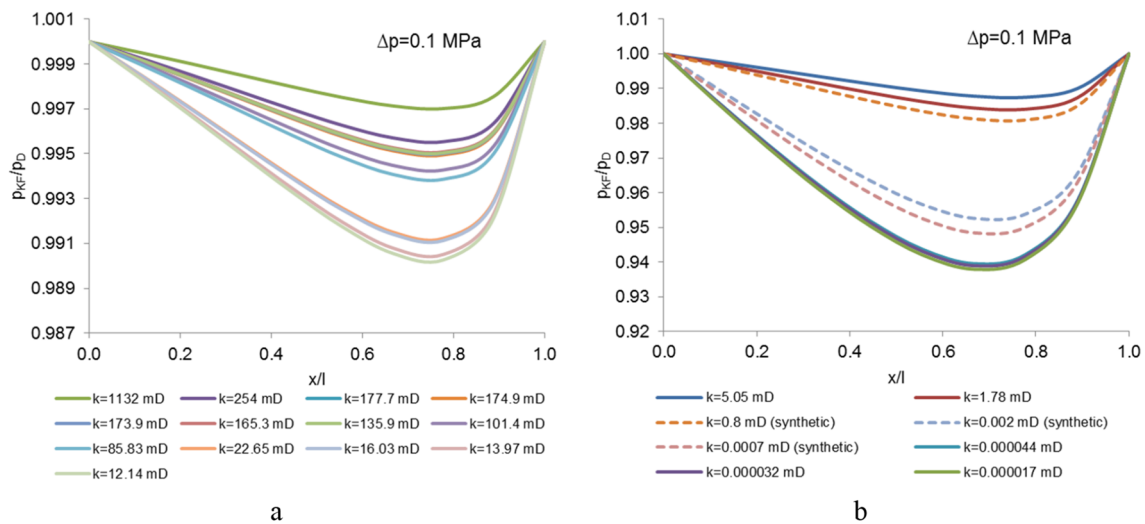 1.001
0.999
0.997
0.995
0.993
0.991
0.989
0.987
pKF/pD
Δp=0.1 MPa
0.0 0.2 0.4 0.6 0.8 1.0
x/l
k=1132 mD k=254 mD k=177.7 mD k=174.9 mD
k=173.9 mD k=165.3 mD k=135.9 mD k=101.4 mD
k=85.83 mD k=22.65 mD k=16.03 mD k=13.97 mD
k=12.14 mD
a
1.01
1.00
0.99
0.98
0.97
0.96
0.95
0.94
0.93
0.92
pKF/pD
Δp=0.1 MPa
0.0 0.2 0.4 0.6 0.8 1.0
x/l
k=5.05 mD k=1.78 mD
k=0.8 mD (synthetic) k=0.002 mD (synthetic)
k=0.0007 mD (synthetic) k=0.000044 mD
k=0.000032 mD k=0.000017 mD
b